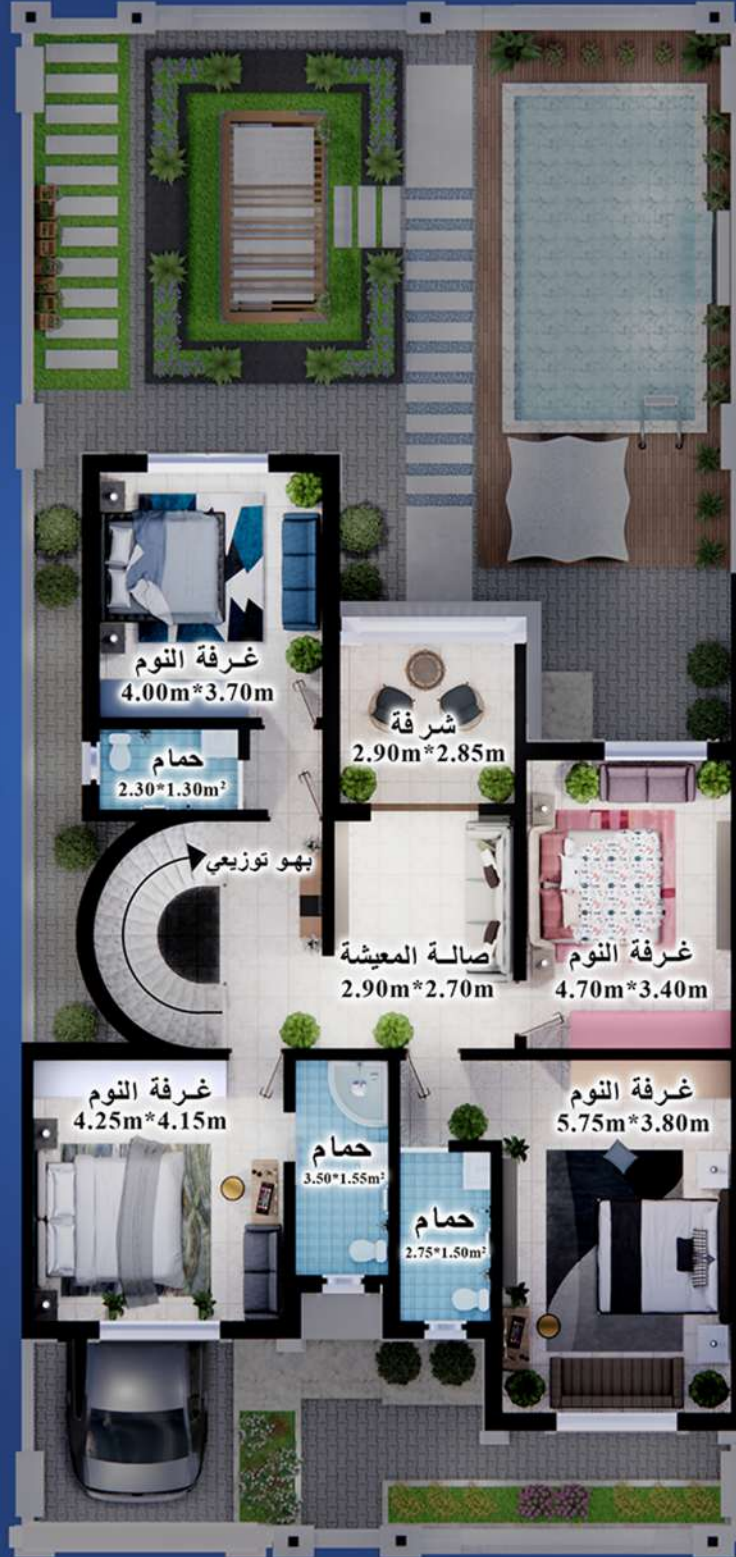 غرفة النوم
4.00m*3.70m
شرفة
2.90m*2.85m
حمام
2.30*1.30m²
بهو توزيعي
صالة المعيشة
2.90m*2.70m
غرفة النوم
4.70m*3.40m
غرفة النوم
4.25m*4.15m
غرفة النوم
5.75m*3.80m
حمام
3.50*1.55m²
حمام
2.75*1.50m²